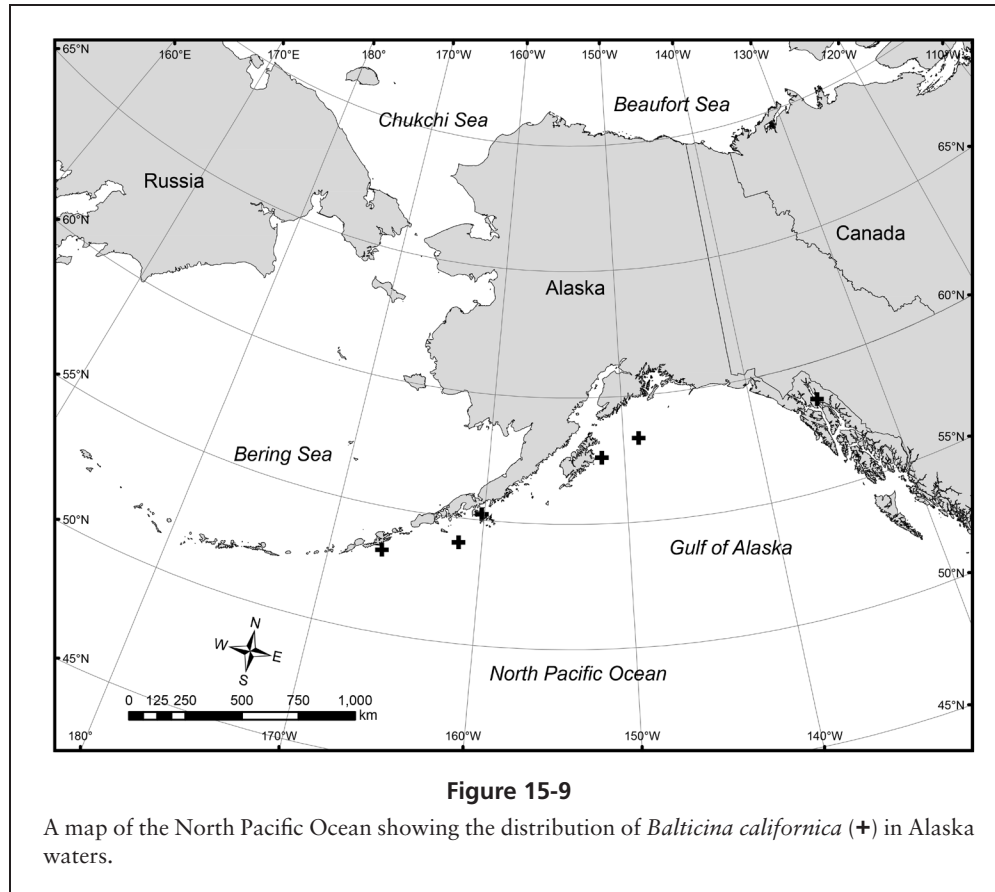 160°E 170°E 180° 170°W 160°W 150°W 140°W 130°W 120°W 110°W
65°N
Chukchi Sea
Beaufort Sea
65°N
Russia
60°N
Canada
Alaska
60°N
55°N
55°N
Bering Sea
50°N
Gulf of Alaska
50°N
N
W E
S
45°N
North Pacific Ocean
0 125 250 500 750 1,000
km
45°N
180° 170°W 160°W 150°W 140°W
Figure 15-9
A map of the North Pacific Ocean showing the distribution of Balticina californica (+) in Alaska
waters.